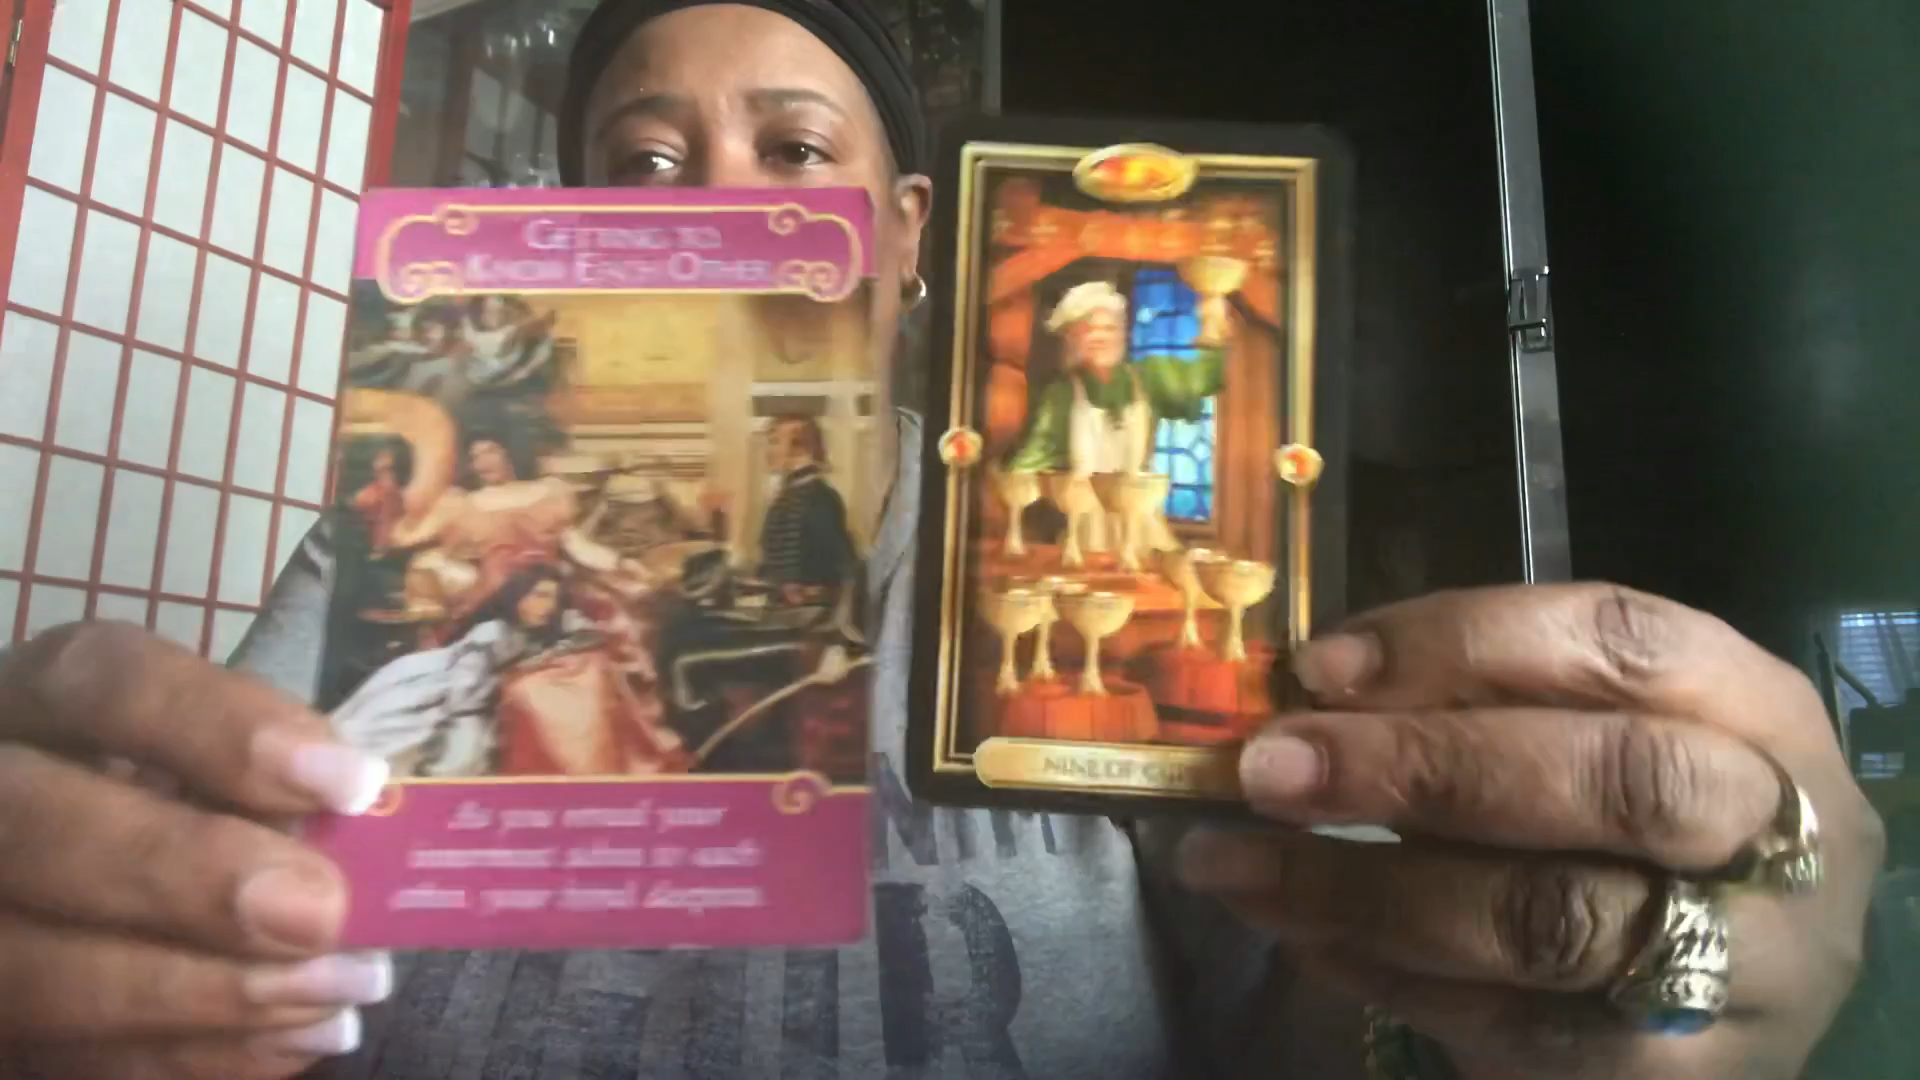 GETTING TO
KNOW EACH OTHER
As you reveal your
innermost selves to each
other, your bond deepens.
NINE OF CUPS
R